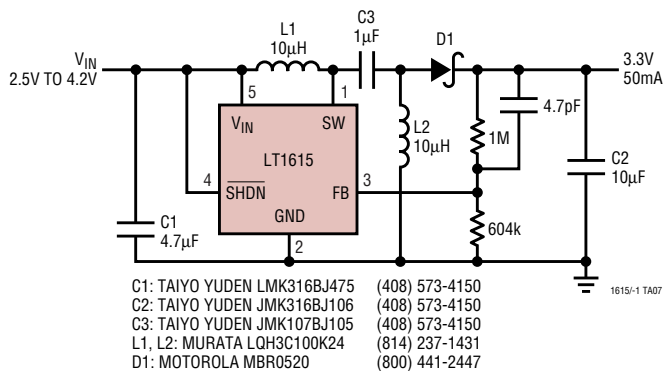 L1
10µH
C3
1µF
D1
VIN
2.5V TO 4.2V
3.3V
50mA
5
1
VIN
SW
LT1615
L2
10µH
1M
4.7pF
C2
10µF
4
SHDN
FB
3
GND
2
C1
4.7µF
604k
1615/-1 TA07
C1: TAIYO YUDEN LMK316BJ475 (408) 573-4150
C2: TAIYO YUDEN JMK316BJ106 (408) 573-4150
C3: TAIYO YUDEN JMK107BJ105 (408) 573-4150
L1, L2: MURATA LQH3C100K24 (814) 237-1431
D1: MOTOROLA MBR0520 (800) 441-2447